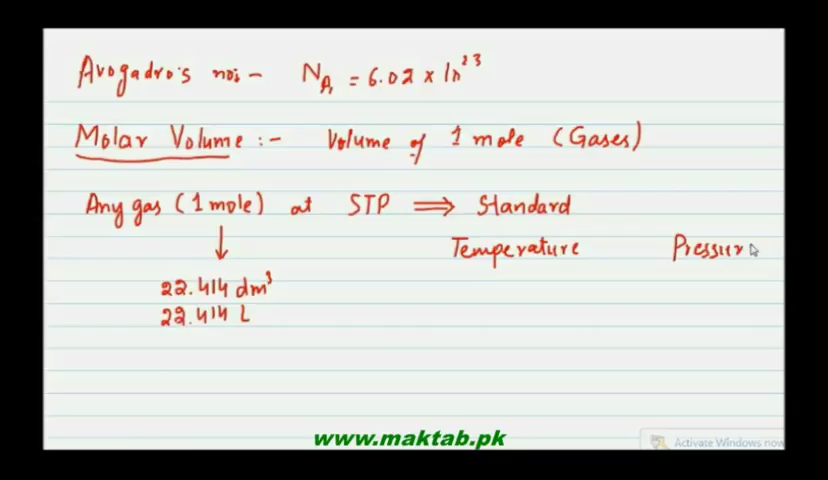 Avogadro's no:- NA = 6.02 x 10²³
Molar Volume :- Volume of 1 mole (Gases)
Any gas (1 mole) at STP ⟹ Standard
Temperature Pressur
↓
22.414 dm³
22.414 L
www.maktab.pk
Activate Windows now